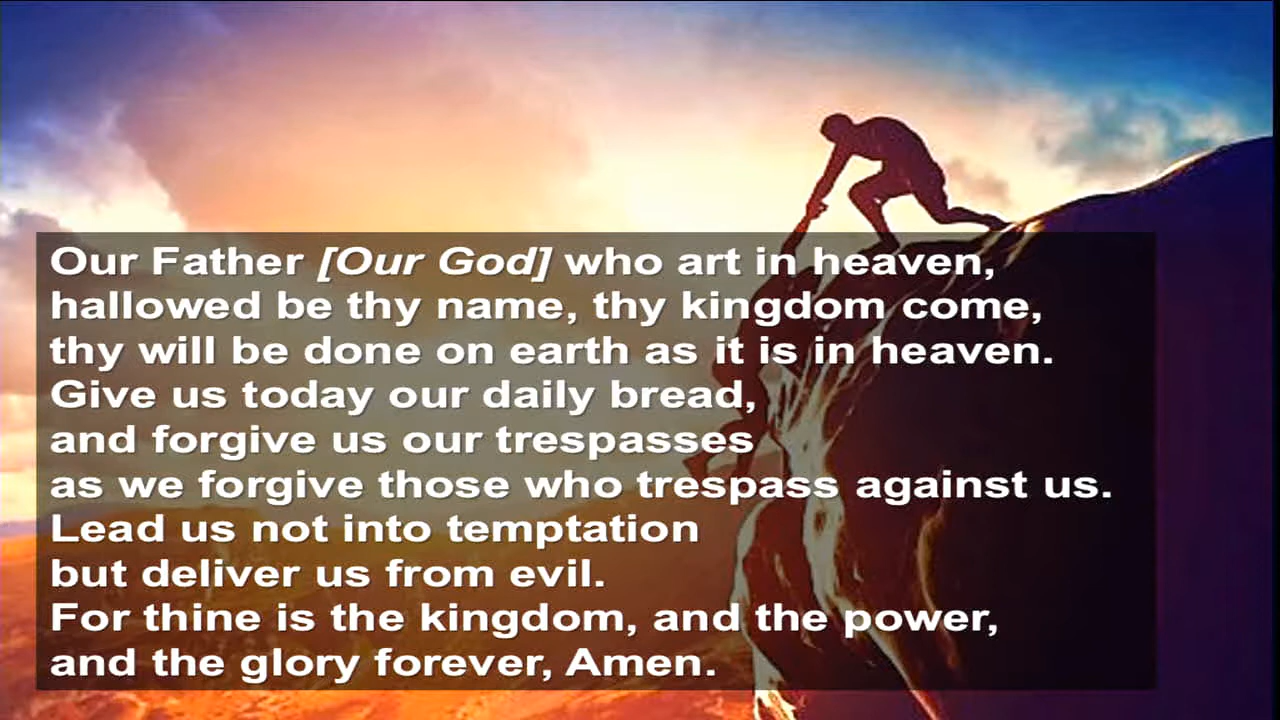 Our Father [Our God] who art in heaven,
hallowed be thy name, thy kingdom come,
thy will be done on earth as it is in heaven.
Give us today our daily bread,
and forgive us our trespasses
as we forgive those who trespass against us.
Lead us not into temptation
but deliver us from evil.
For thine is the kingdom, and the power,
and the glory forever, Amen.